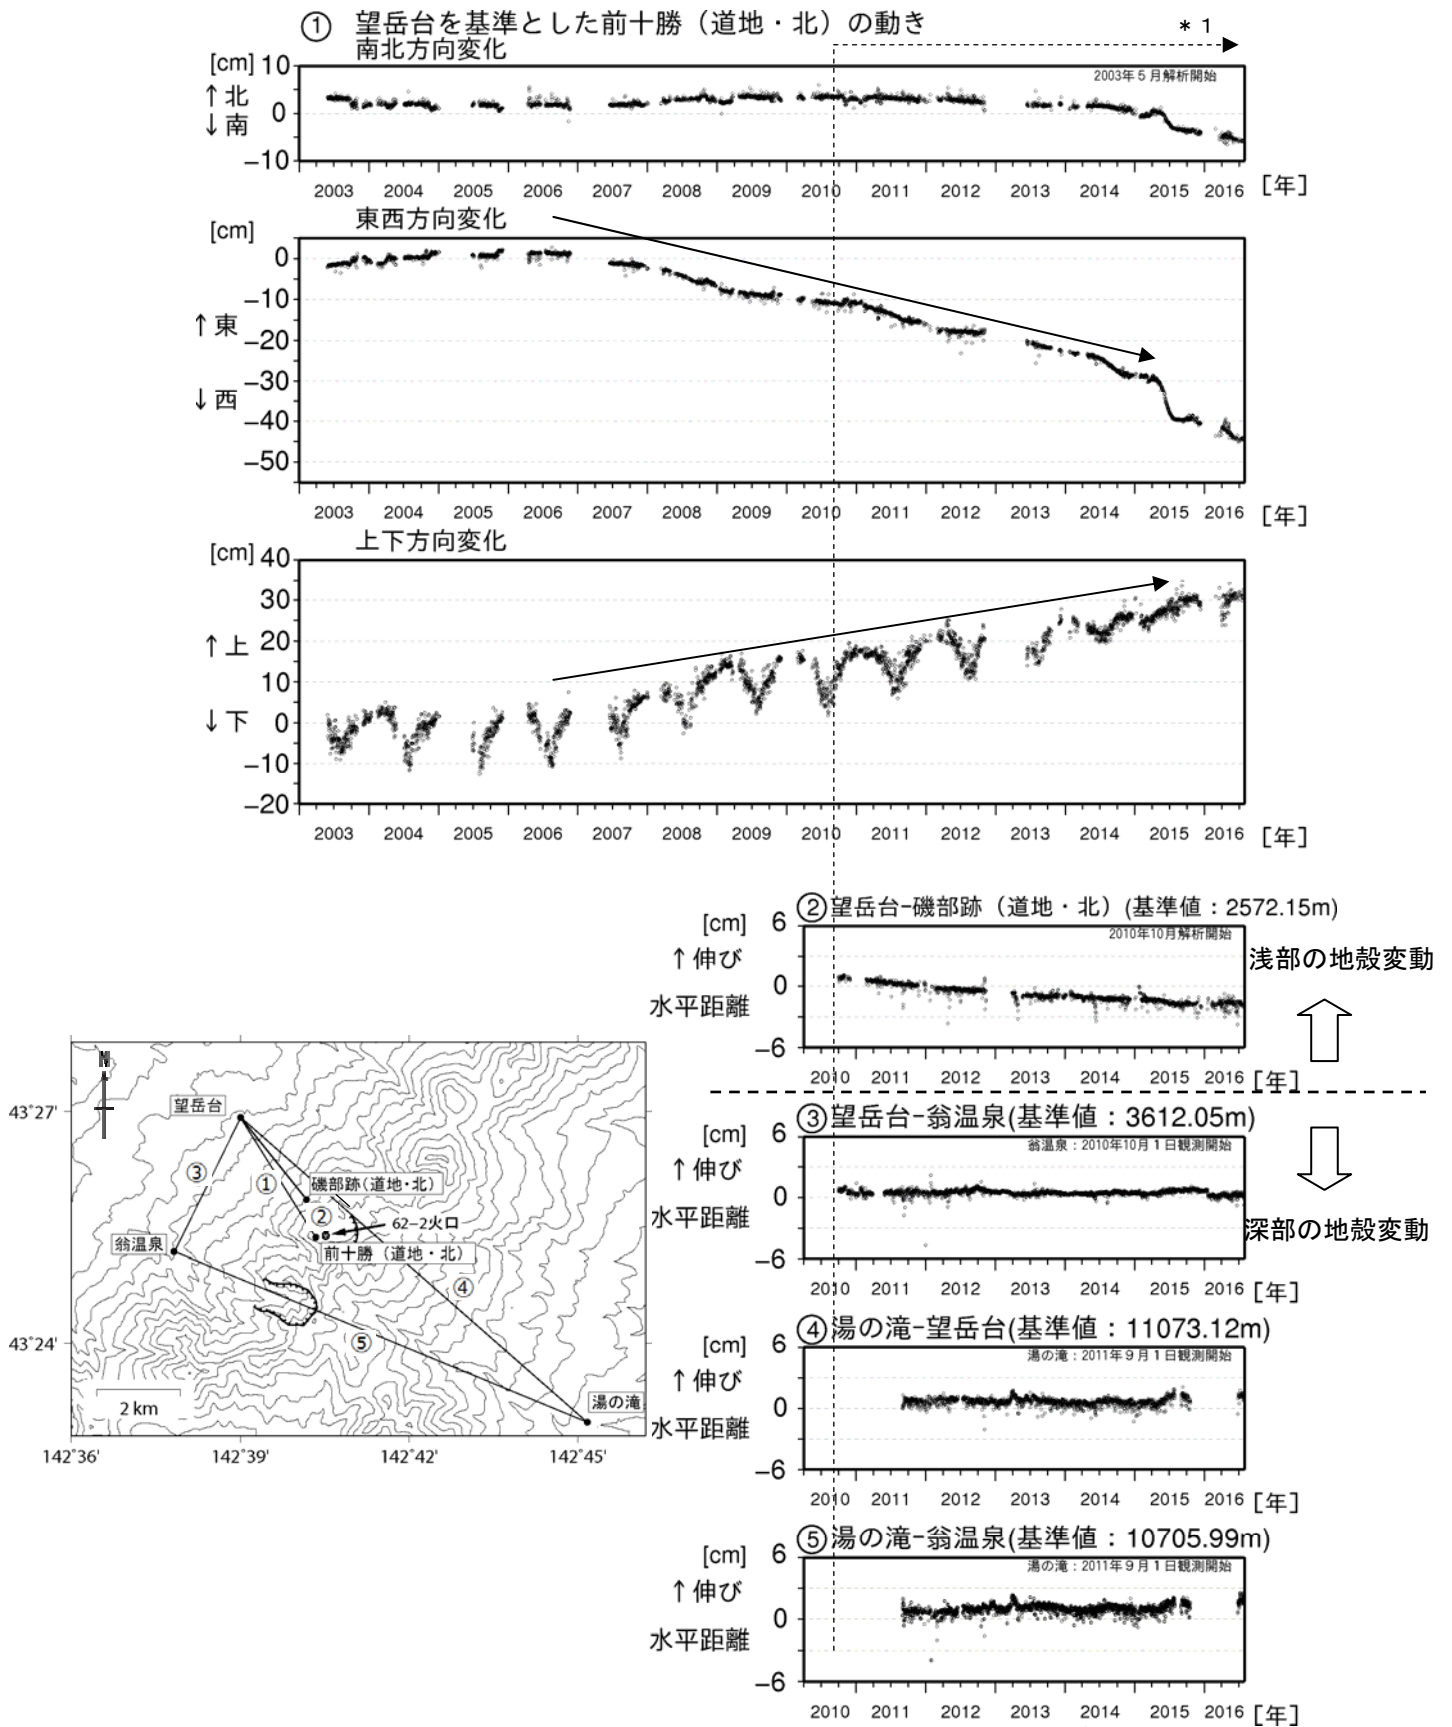 ① 望岳台を基準とした前十勝（道地・北）の動き
＊1
南北方向変化
[cm]
2003年5月解析開始
↑北
↓南
10
0
−10
2003 2004 2005 2006 2007 2008 2009 2010 2011 2012 2013 2014 2015 2016 [年]
東西方向変化
[cm]
↑東
↓西
0
−10
−20
−30
−40
−50
2003 2004 2005 2006 2007 2008 2009 2010 2011 2012 2013 2014 2015 2016 [年]
上下方向変化
[cm]
↑上
↓下
40
30
20
10
0
−10
−20
2003 2004 2005 2006 2007 2008 2009 2010 2011 2012 2013 2014 2015 2016 [年]
②望岳台−磯部跡（道地・北）(基準値：2572.15m)
[cm]
2010年10月解析開始
↑伸び
水平距離
6
0
−6
2010 2011 2012 2013 2014 2015 2016 [年]
浅部の地殻変動
③望岳台−翁温泉(基準値：3612.05m)
[cm]
翁温泉：2010年10月1日観測開始
↑伸び
水平距離
6
0
−6
2010 2011 2012 2013 2014 2015 2016 [年]
深部の地殻変動
④湯の滝−望岳台(基準値：11073.12m)
[cm]
湯の滝：2011年9月1日観測開始
↑伸び
水平距離
6
0
−6
2010 2011 2012 2013 2014 2015 2016 [年]
⑤湯の滝−翁温泉(基準値：10705.99m)
[cm]
湯の滝：2011年9月1日観測開始
↑伸び
水平距離
6
0
−6
2010 2011 2012 2013 2014 2015 2016 [年]
N
43°27'
43°24'
望岳台
③
①
磯部跡（道地・北）
②
62−2火口
翁温泉
前十勝（道地・北）
④
⑤
湯の滝
2 km
142°36' 142°39' 142°42' 142°45'